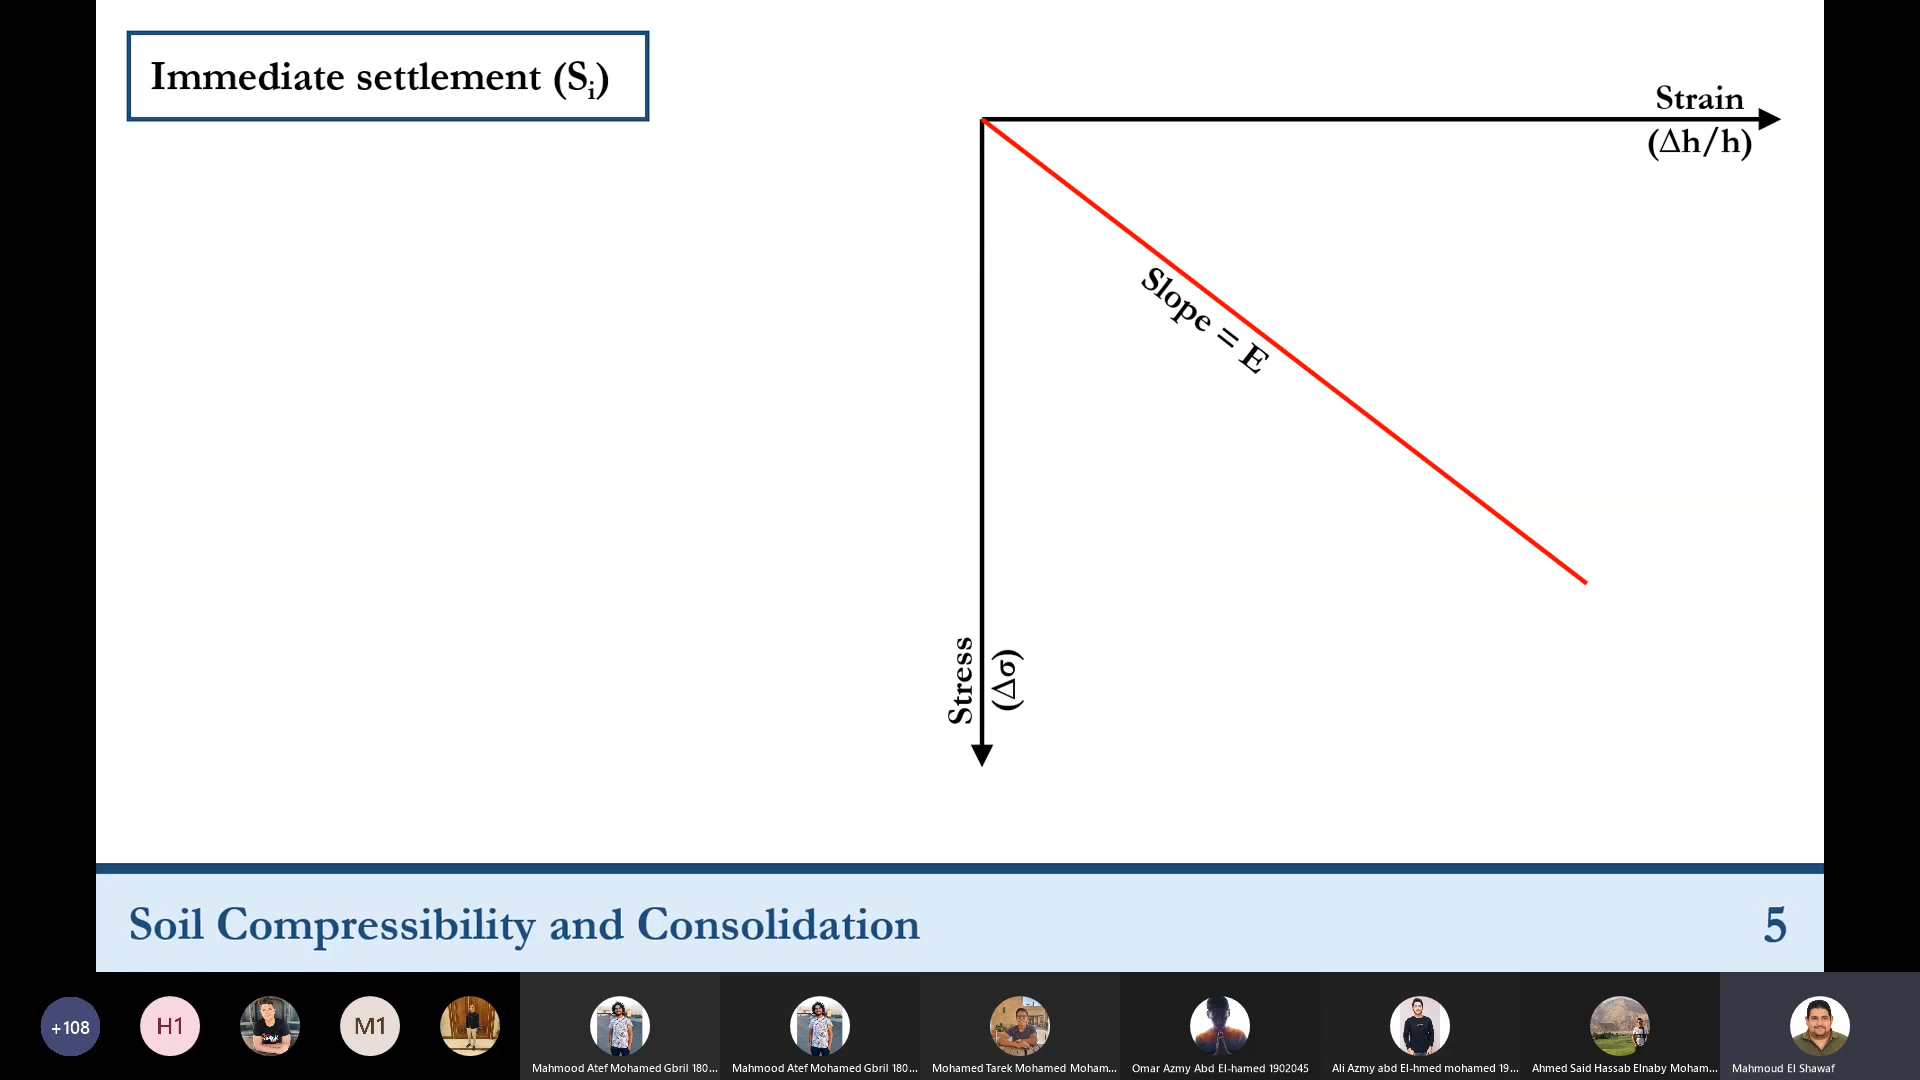 Immediate settlement (Si)
Strain
(Δh/h)
Slope = E
Stress
(Δσ)
Soil Compressibility and Consolidation
5
+108
H1
M1
Mahmood Atef Mohamed Gbril 180...
Mahmood Atef Mohamed Gbril 180...
Mohamed Tarek Mohamed Moham...
Omar Azmy Abd El-hamed 1902045
Ali Azmy abd El-hmed mohamed 19...
Ahmed Said Hassab Elnaby Moham...
Mahmoud El Shawaf